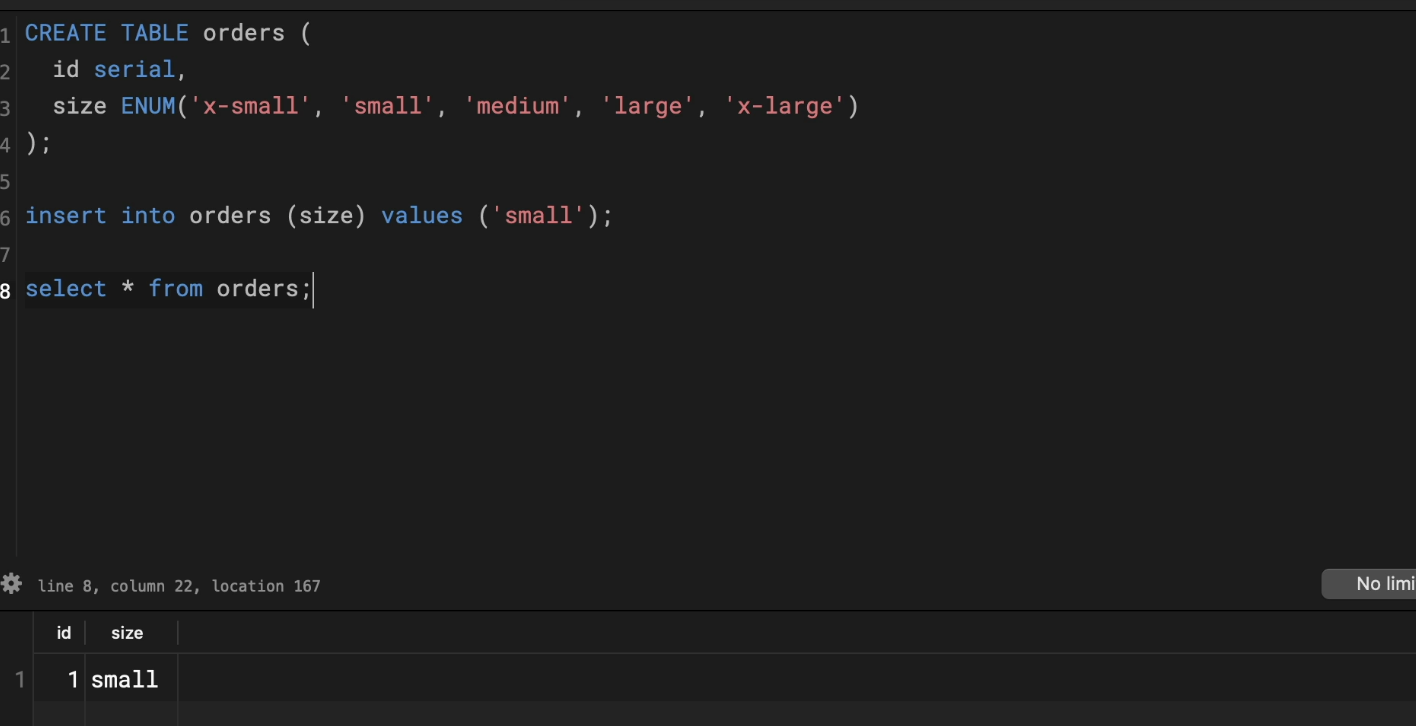 1 CREATE TABLE orders (
2 id serial,
3 size ENUM('x-small', 'small', 'medium', 'large', 'x-large')
4 );
5
6 insert into orders (size) values ('small');
7
8 select * from orders;
line 8, column 22, location 167
No limi
id size
1 1 small